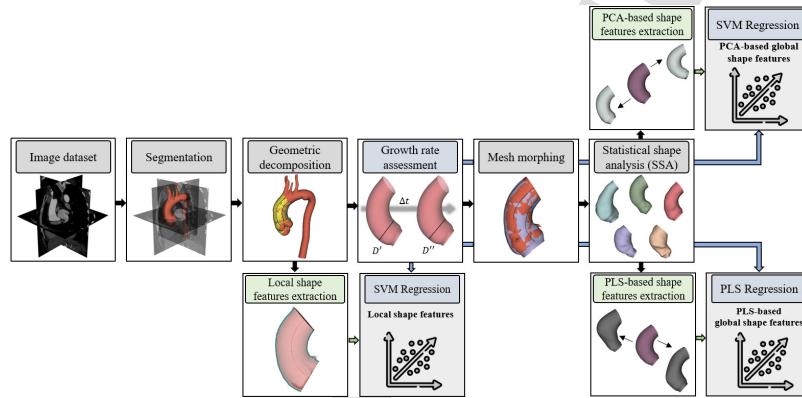 PCA-based shape
features extraction
SVM Regression
PCA-based global
shape features
Image dataset
Segmentation
Geometric
decomposition
Growth rate
assessment
Δt
D'
D''
Mesh morphing
Statistical shape
analysis (SSA)
Local shape
features extraction
SVM Regression
Local shape features
PLS-based shape
features extraction
PLS Regression
PLS-based
global shape features